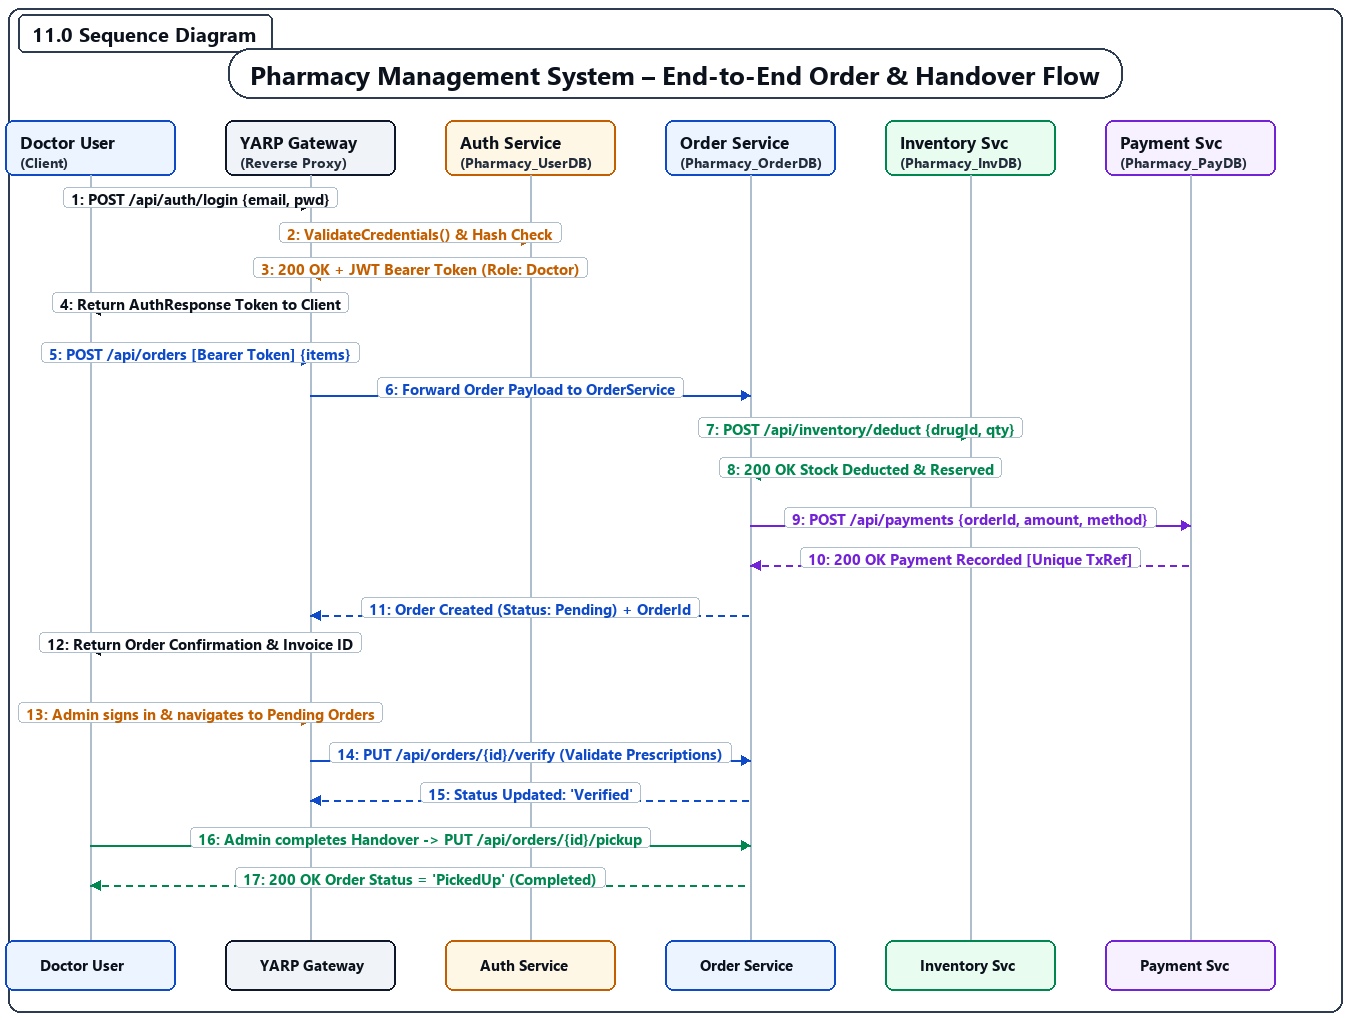 11.0 Sequence Diagram
Pharmacy Management System – End-to-End Order & Handover Flow
Doctor User
(Client)
YARP Gateway
(Reverse Proxy)
Auth Service
(Pharmacy_UserDB)
Order Service
(Pharmacy_OrderDB)
Inventory Svc
(Pharmacy_InvDB)
Payment Svc
(Pharmacy_PayDB)
1: POST /api/auth/login {email, pwd}
2: ValidateCredentials() & Hash Check
3: 200 OK + JWT Bearer Token (Role: Doctor)
4: Return AuthResponse Token to Client
5: POST /api/orders [Bearer Token] {items}
6: Forward Order Payload to OrderService
7: POST /api/inventory/deduct {drugId, qty}
8: 200 OK Stock Deducted & Reserved
9: POST /api/payments {orderId, amount, method}
10: 200 OK Payment Recorded [Unique TxRef]
11: Order Created (Status: Pending) + OrderId
12: Return Order Confirmation & Invoice ID
13: Admin signs in & navigates to Pending Orders
14: PUT /api/orders/{id}/verify (Validate Prescriptions)
15: Status Updated: 'Verified'
16: Admin completes Handover -> PUT /api/orders/{id}/pickup
17: 200 OK Order Status = 'PickedUp' (Completed)
Doctor User
YARP Gateway
Auth Service
Order Service
Inventory Svc
Payment Svc